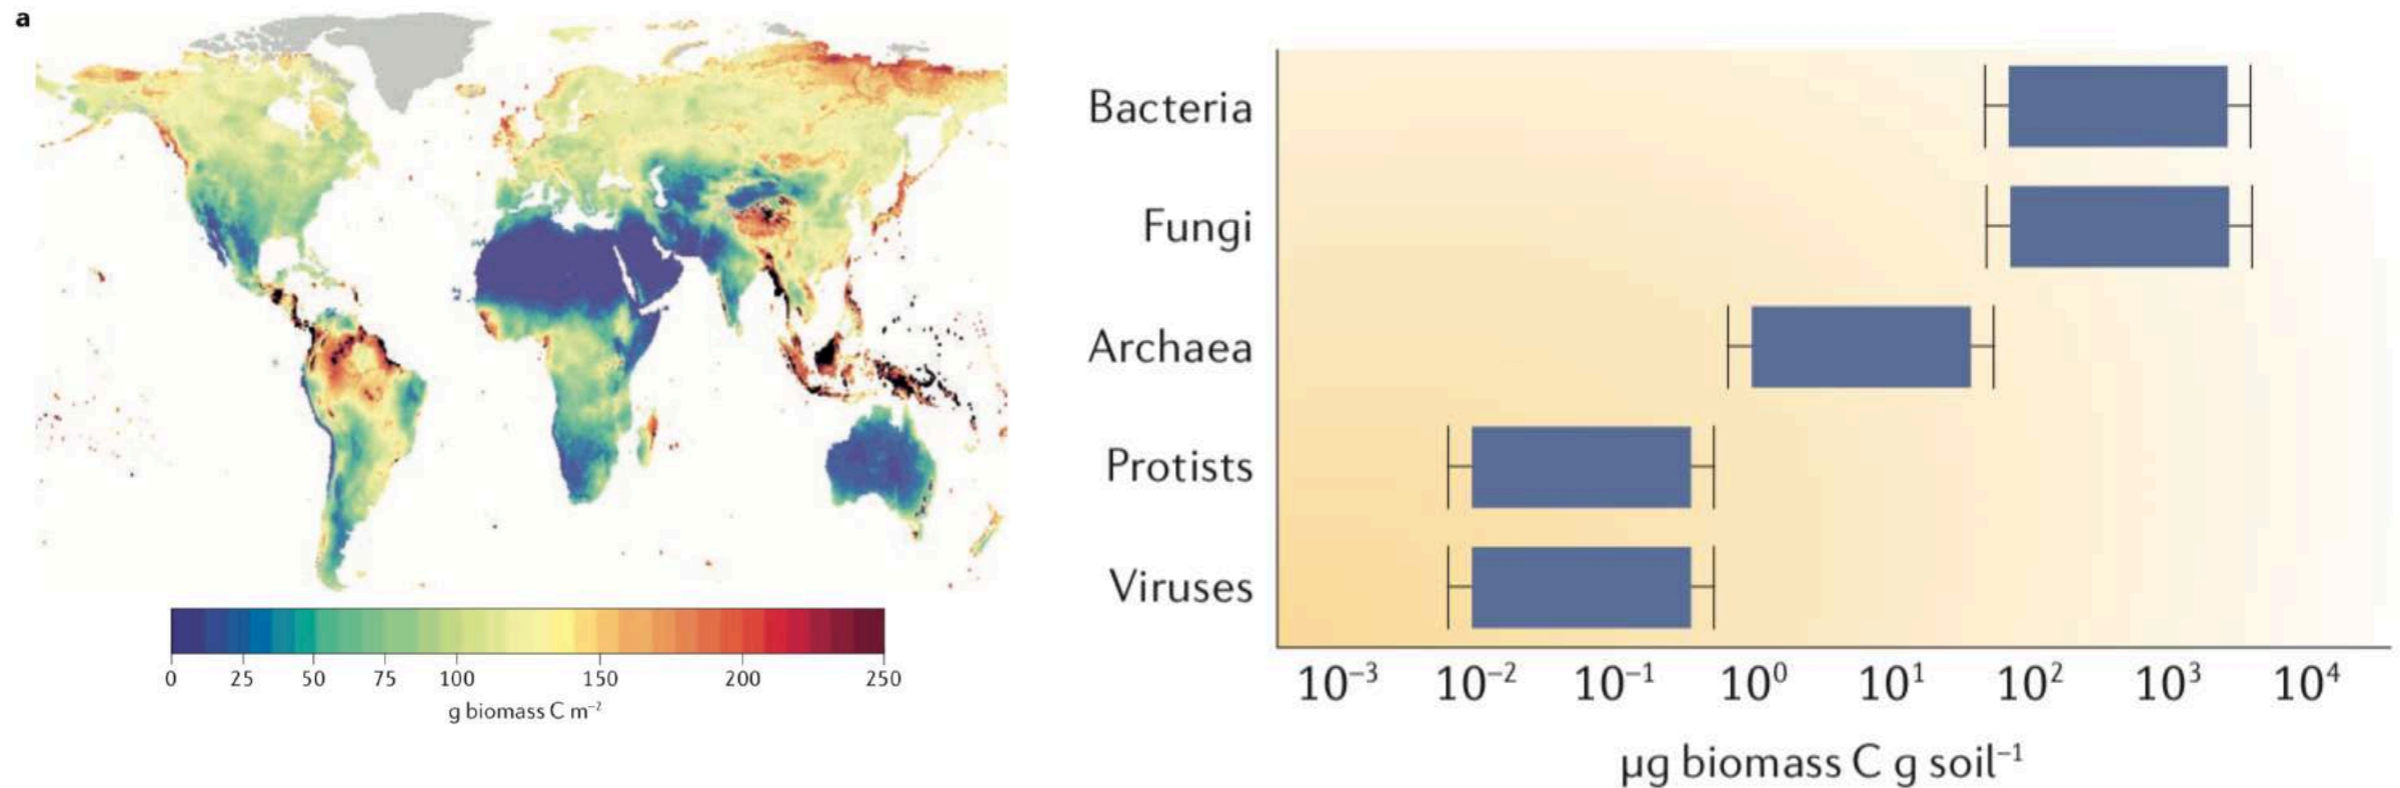 a
0 25 50 75 100 150 200 250
g biomass C m⁻²
Bacteria
Fungi
Archaea
Protists
Viruses
10⁻³ 10⁻² 10⁻¹ 10⁰ 10¹ 10² 10³ 10⁴
µg biomass C g soil⁻¹